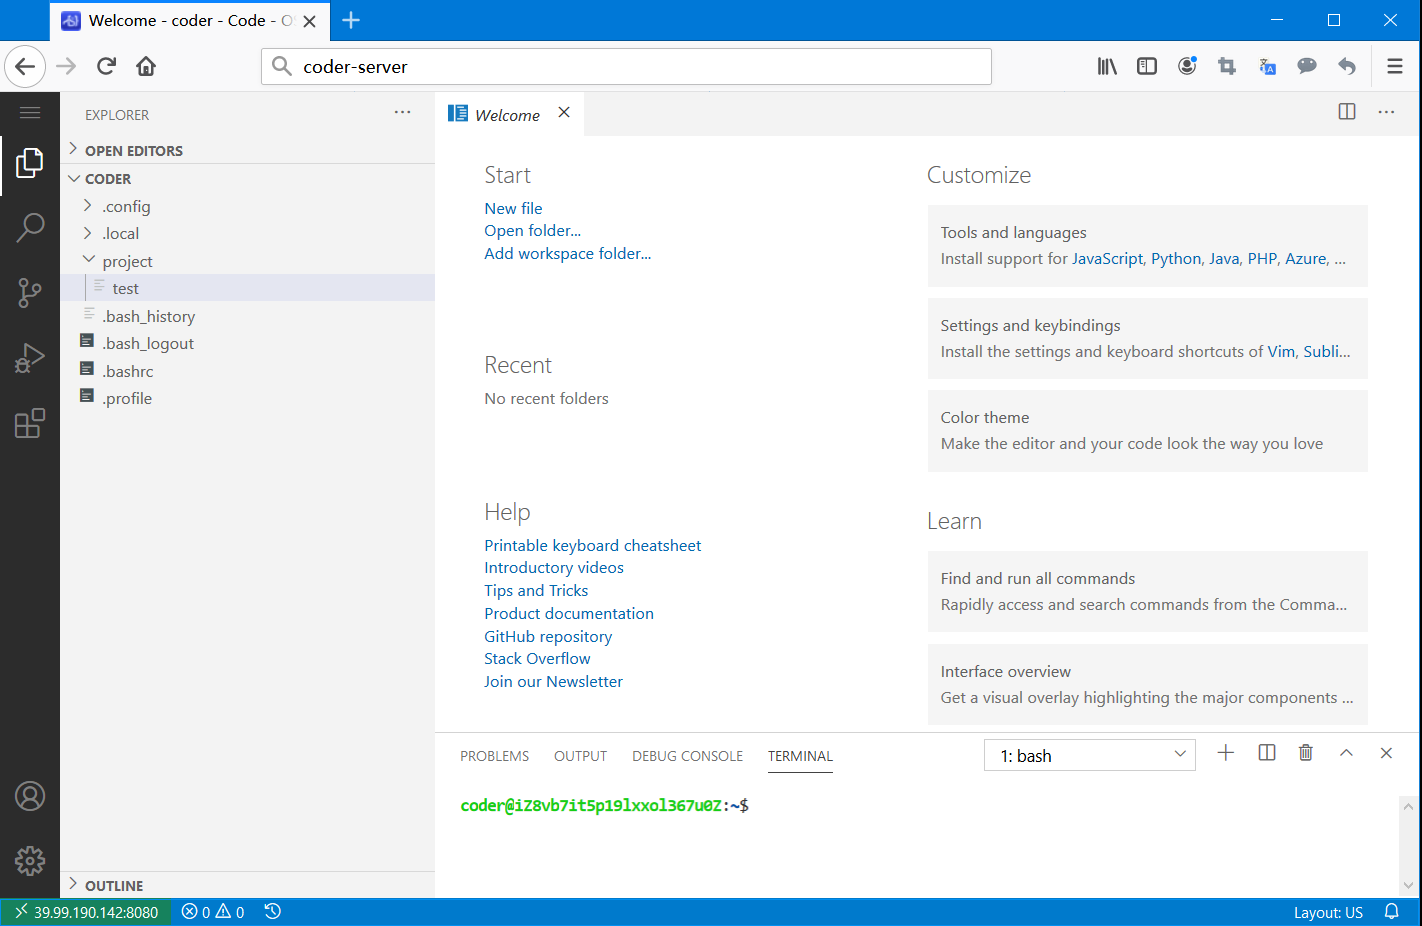 Welcome - coder - Code - O
coder-server
EXPLORER
OPEN EDITORS
CODER
.config
.local
project
test
.bash_history
.bash_logout
.bashrc
.profile
OUTLINE
Welcome
Start
New file
Open folder...
Add workspace folder...
Recent
No recent folders
Help
Printable keyboard cheatsheet
Introductory videos
Tips and Tricks
Product documentation
GitHub repository
Stack Overflow
Join our Newsletter
Customize
Tools and languages
Install support for JavaScript, Python, Java, PHP, Azure, ...
Settings and keybindings
Install the settings and keyboard shortcuts of Vim, Subli...
Color theme
Make the editor and your code look the way you love
Learn
Find and run all commands
Rapidly access and search commands from the Comma...
Interface overview
Get a visual overlay highlighting the major components ...
PROBLEMS OUTPUT DEBUG CONSOLE TERMINAL 1: bash
coder@iZ8vb7it5p19lxxol367u0Z:~$
39.99.190.142:8080 0 0 Layout: US